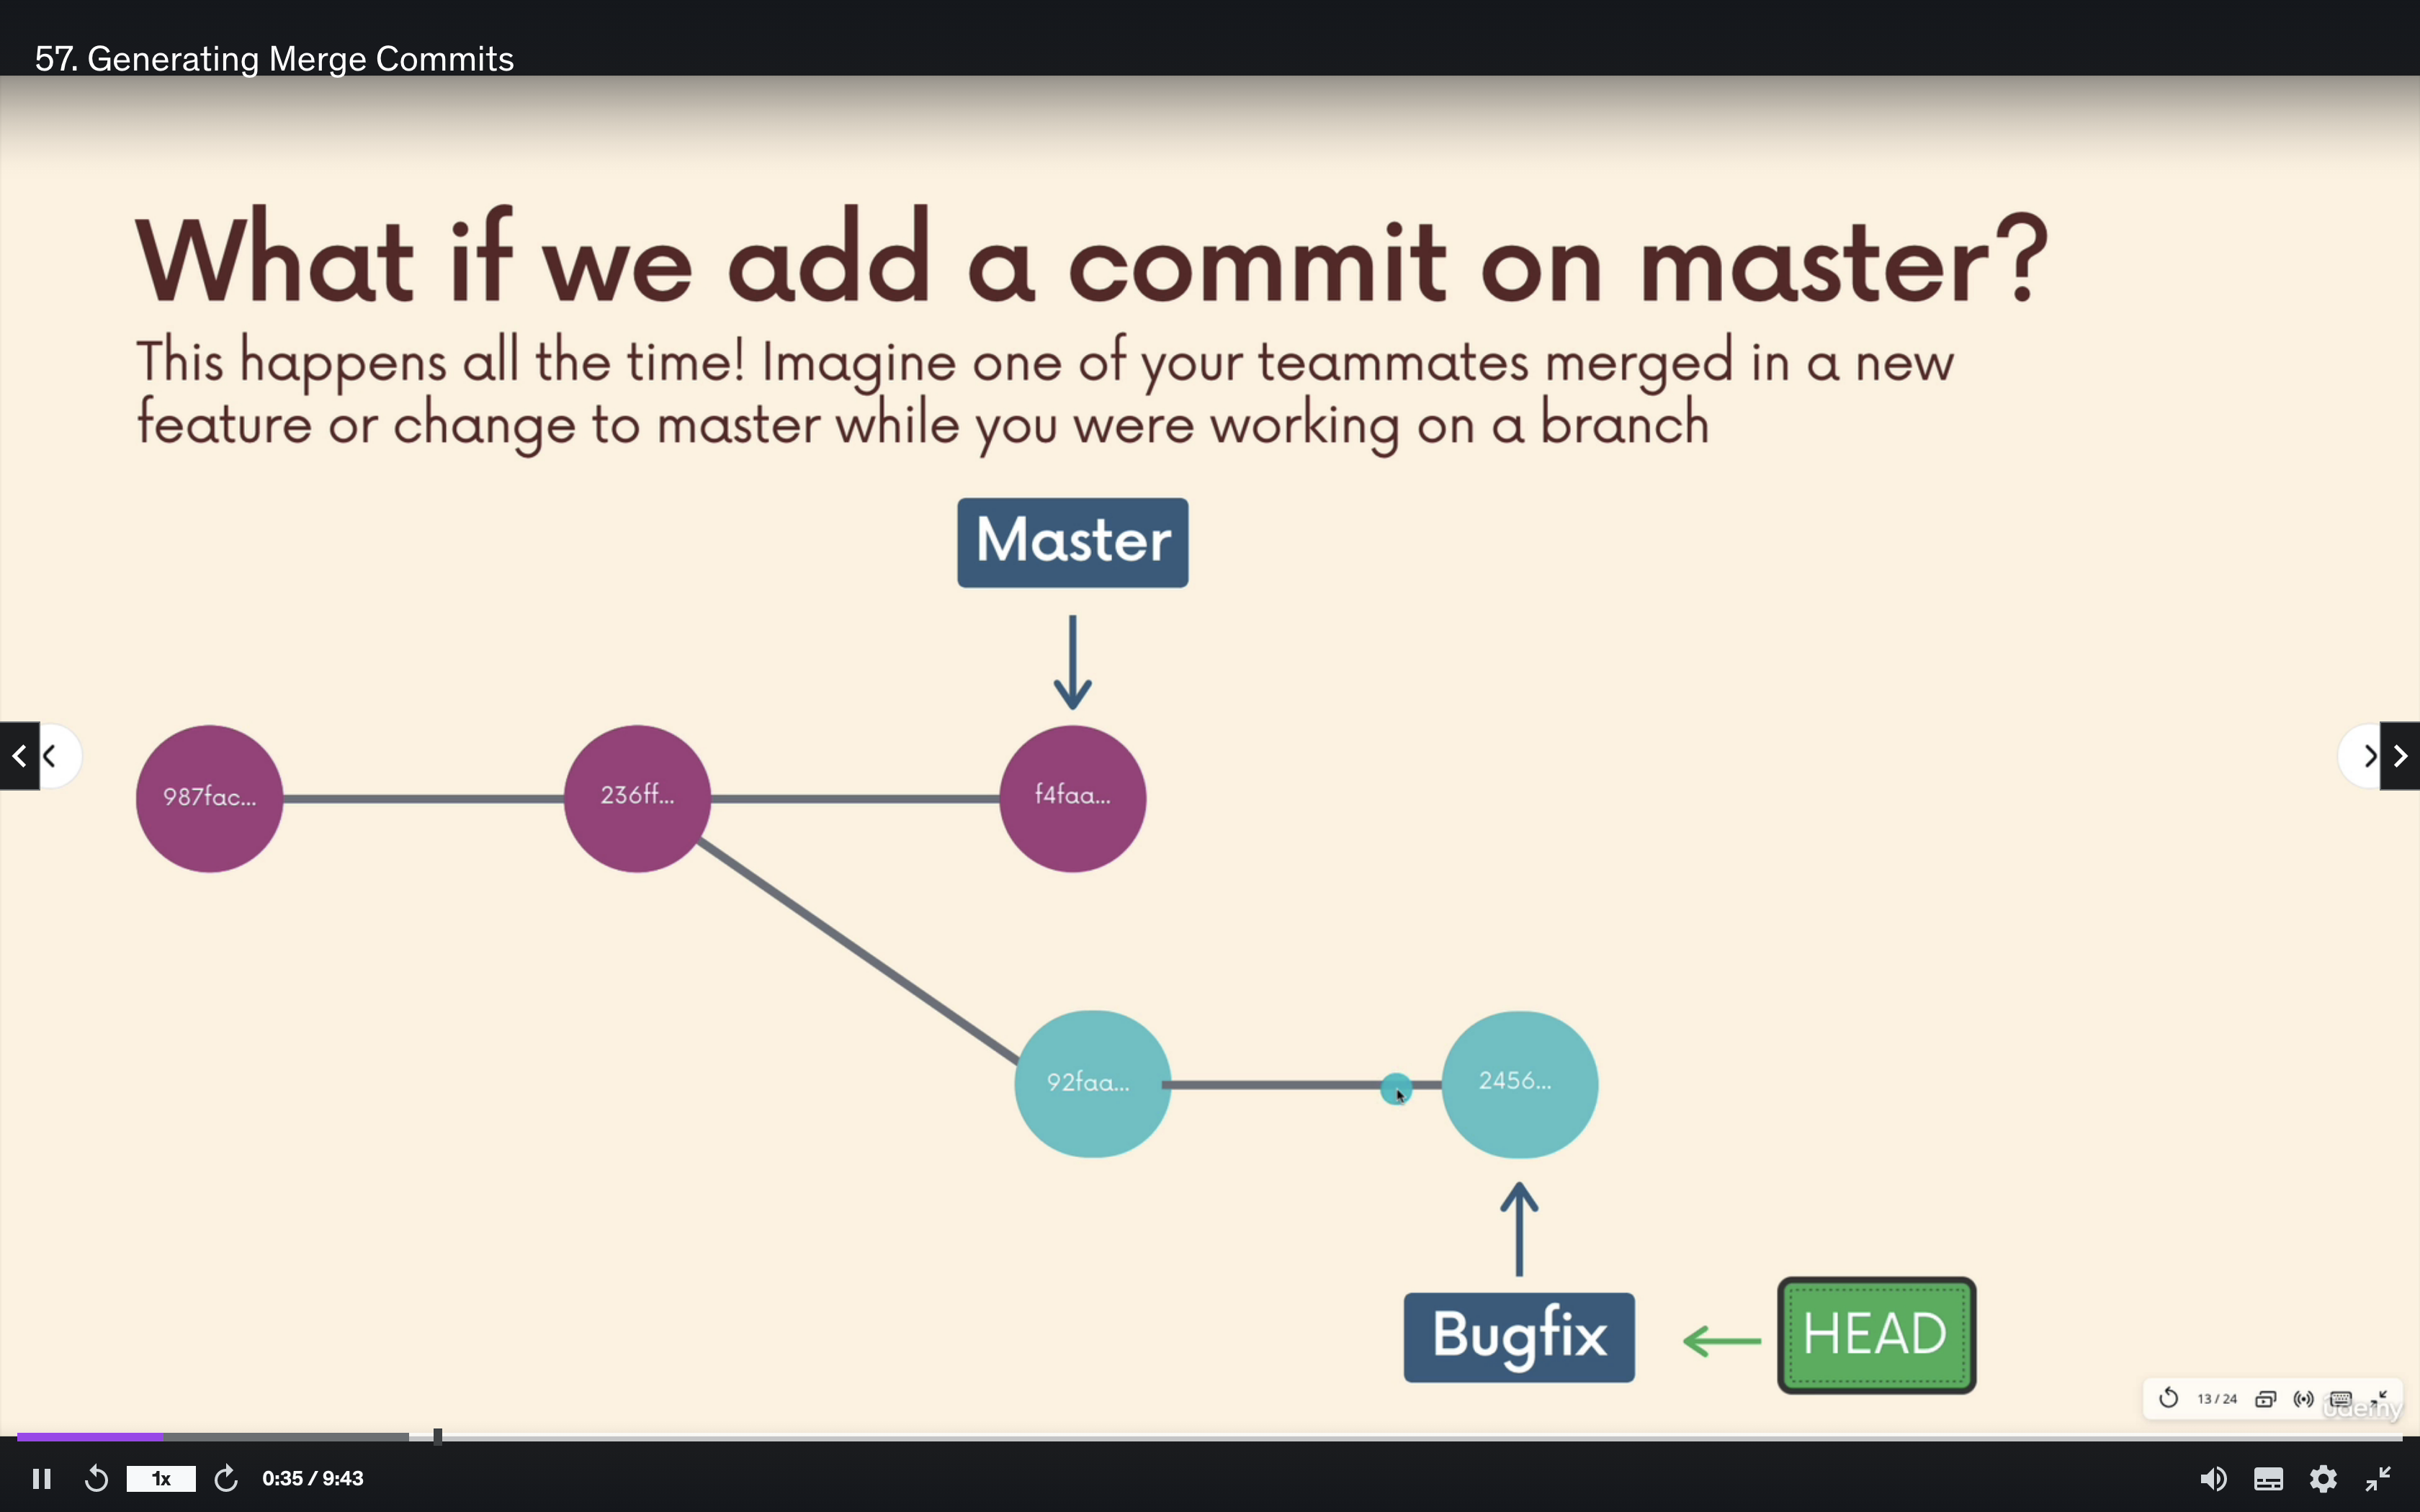 57. Generating Merge Commits
What if we add a commit on master?
This happens all the time! Imagine one of your teammates merged in a new
feature or change to master while you were working on a branch
Master
987fac...
236ff...
f4faa...
92faa...
2456...
Bugfix
HEAD
13 / 24
udemy
1x
0:35 / 9:43